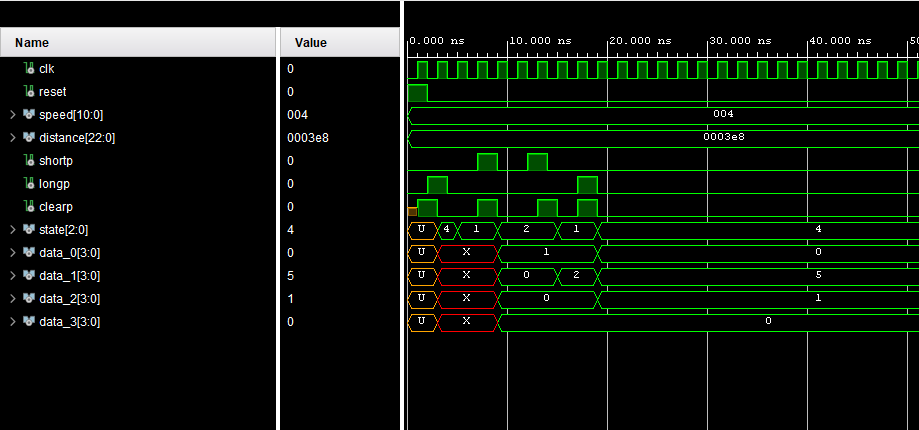 Name Value
0.000 ns 10.000 ns 20.000 ns 30.000 ns 40.000 ns 50
clk 0
reset 0
speed[10:0] 004 004
distance[22:0] 0003e8 0003e8
shortp 0
longp 0
clearp 0
state[2:0] 4 U 4 1 2 1 4
data_0[3:0] 0 U X 1 0
data_1[3:0] 5 U X 0 2 5
data_2[3:0] 1 U X 0 1
data_3[3:0] 0 U X 0